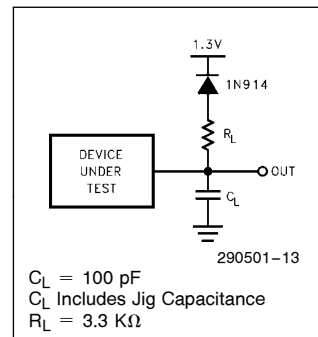 1.3V
1N914
RL
DEVICE
UNDER
TEST
OUT
CL
290501–13
CL = 100 pF
CL Includes Jig Capacitance
RL = 3.3 KΩ